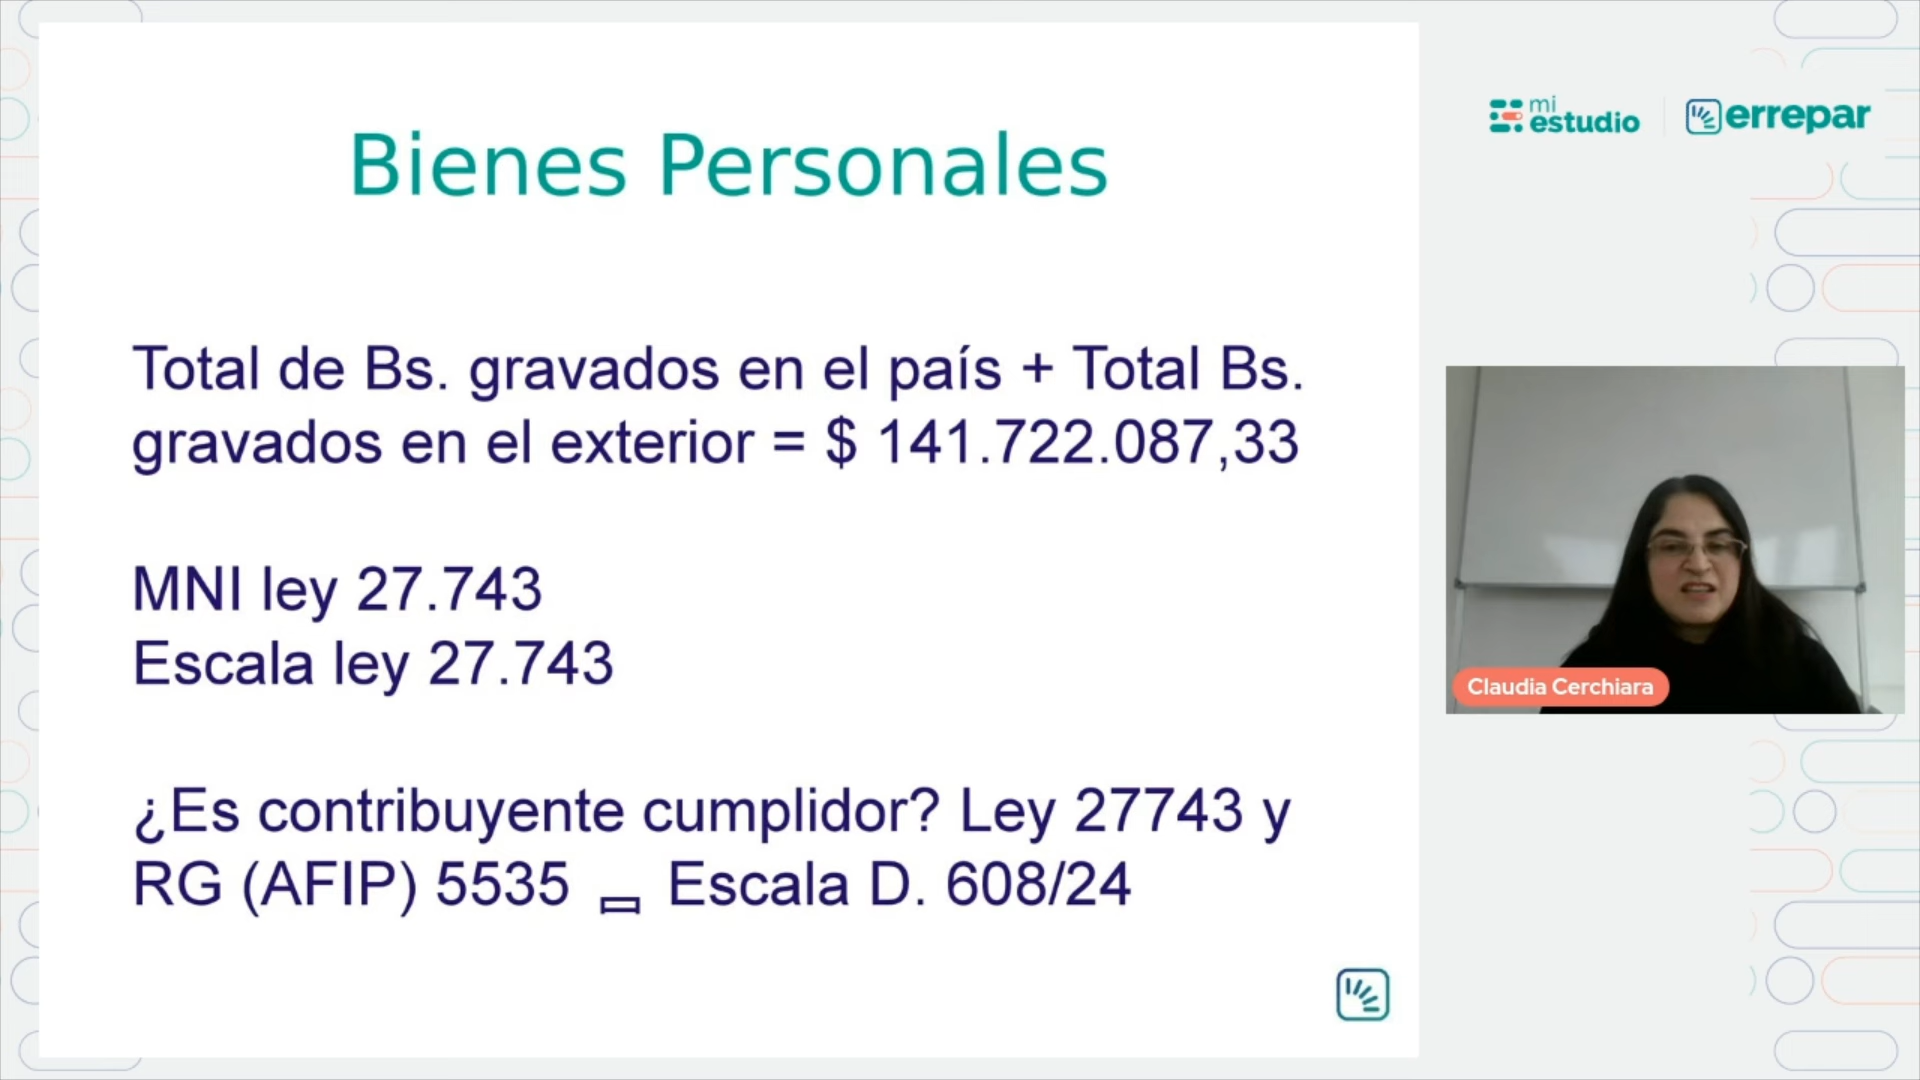 Bienes Personales
Total de Bs. gravados en el país + Total Bs.
gravados en el exterior = $ 141.722.087,33
MNI ley 27.743
Escala ley 27.743
¿Es contribuyente cumplidor? Ley 27743 y
RG (AFIP) 5535 Escala D. 608/24
mi
estudio
errepar
Claudia Cerchiara